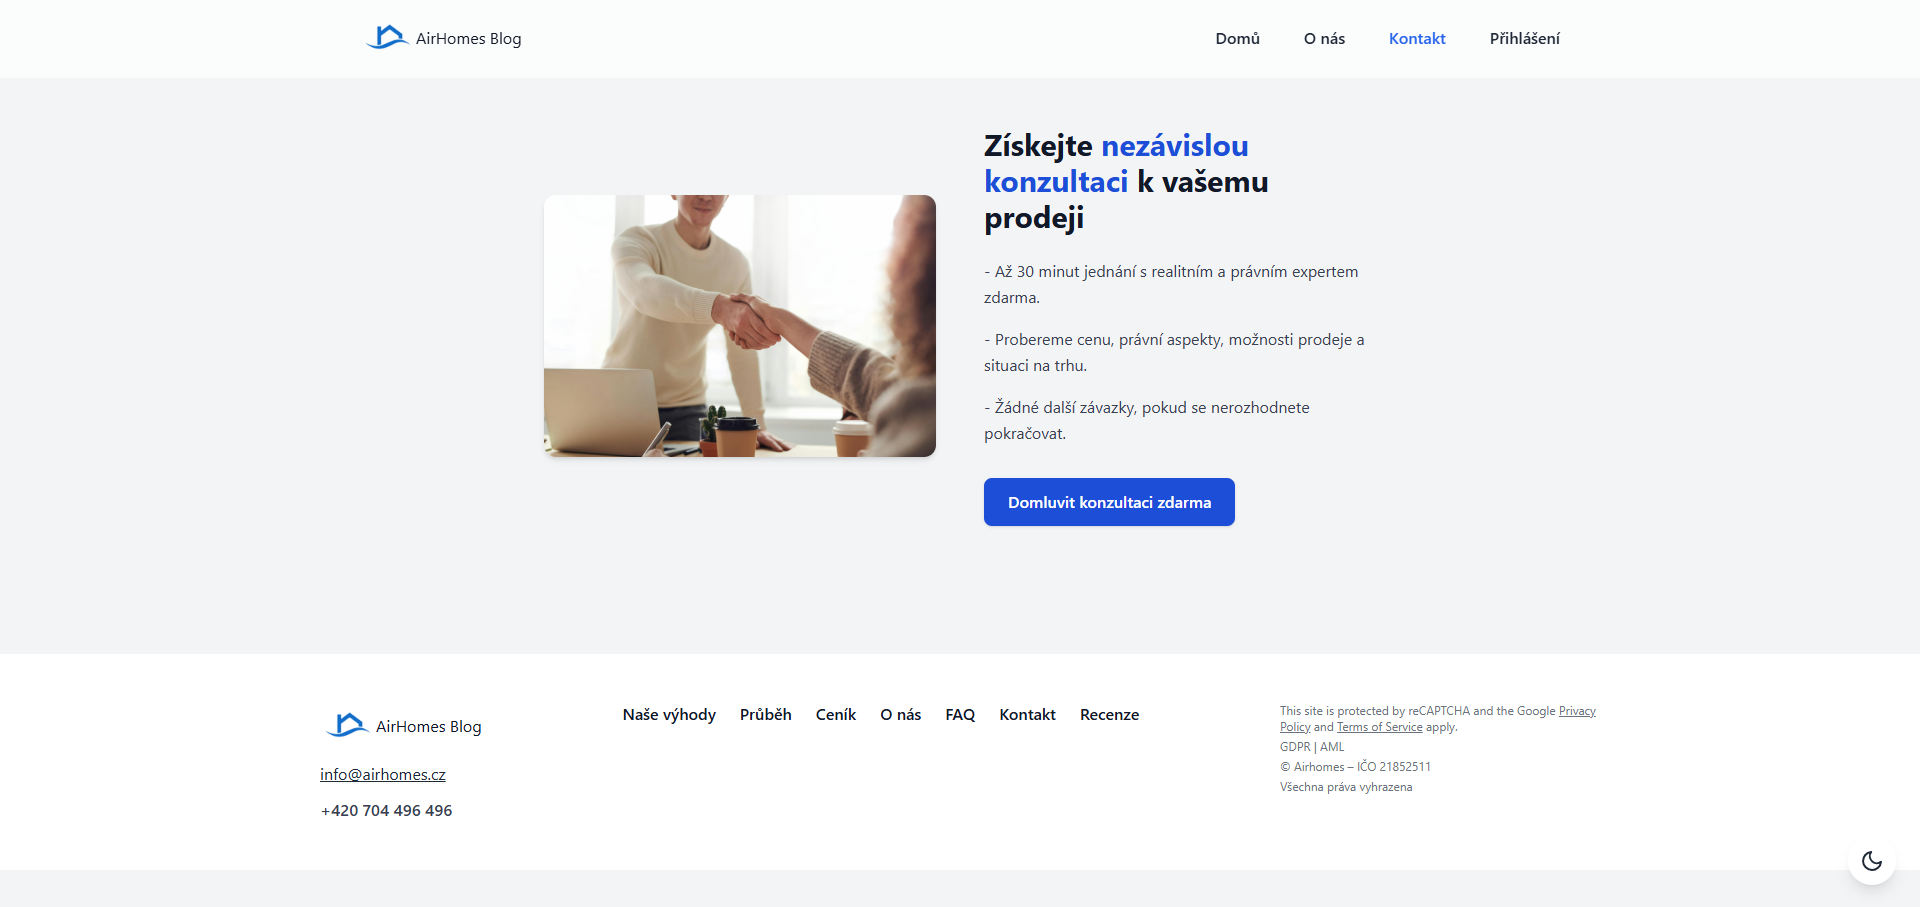 AirHomes Blog
Domů
O nás
Kontakt
Přihlášení
Získejte nezávislou
konzultaci k vašemu
prodeji
- Až 30 minut jednání s realitním a právním expertem
zdarma.
- Probereme cenu, právní aspekty, možnosti prodeje a
situaci na trhu.
- Žádné další závazky, pokud se nerozhodnete
pokračovat.
Domluvit konzultaci zdarma
AirHomes Blog
info@airhomes.cz
+420 704 496 496
Naše výhody
Průběh
Ceník
O nás
FAQ
Kontakt
Recenze
This site is protected by reCAPTCHA and the Google Privacy
Policy and Terms of Service apply.
GDPR | AML
© Airhomes – IČO 21852511
Všechna práva vyhrazena